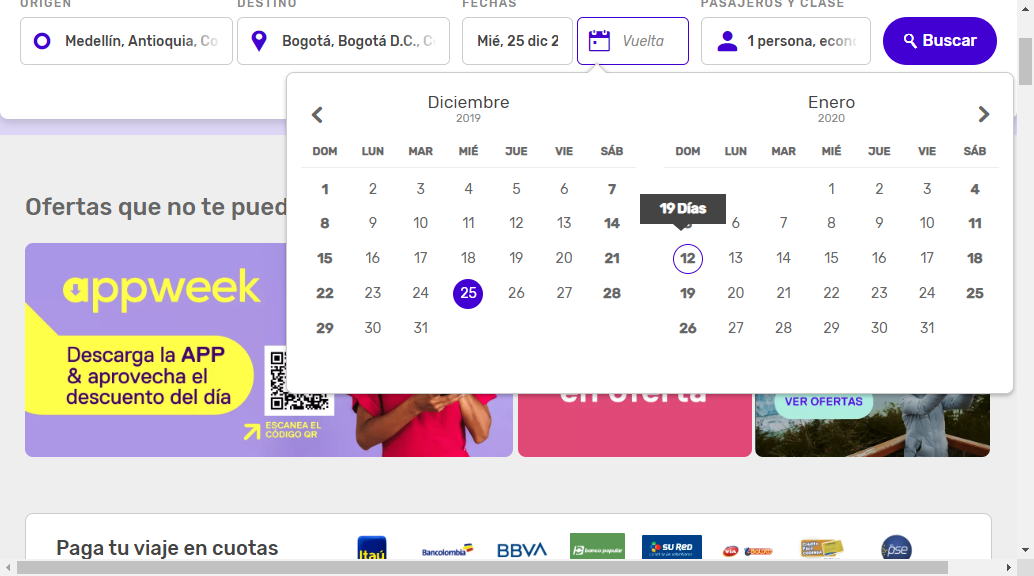 ORIGEN DESTINO FECHAS PASAJEROS Y CLASE
Medellín, Antioquia, Co Bogotá, Bogotá D.C., C Mié, 25 dic 2 Vuelta 1 persona, econ Buscar
Diciembre
2019
DOM LUN MAR MIÉ JUE VIE SÁB
1 2 3 4 5 6 7
8 9 10 11 12 13 14
15 16 17 18 19 20 21
22 23 24 25 26 27 28
29 30 31
Enero
2020
DOM LUN MAR MIÉ JUE VIE SÁB
1 2 3 4
19 Días
6 7 8 9 10 11
12 13 14 15 16 17 18
19 20 21 22 23 24 25
26 27 28 29 30 31
Ofertas que no te pued
appweek
Descarga la APP
& aprovecha el
descuento del día
ESCANEA EL
CÓDIGO QR
en oferta
VER OFERTAS
Paga tu viaje en cuotas
Itaú Bancolombia BBVA banco popular SU RED VIA BALOTO pse